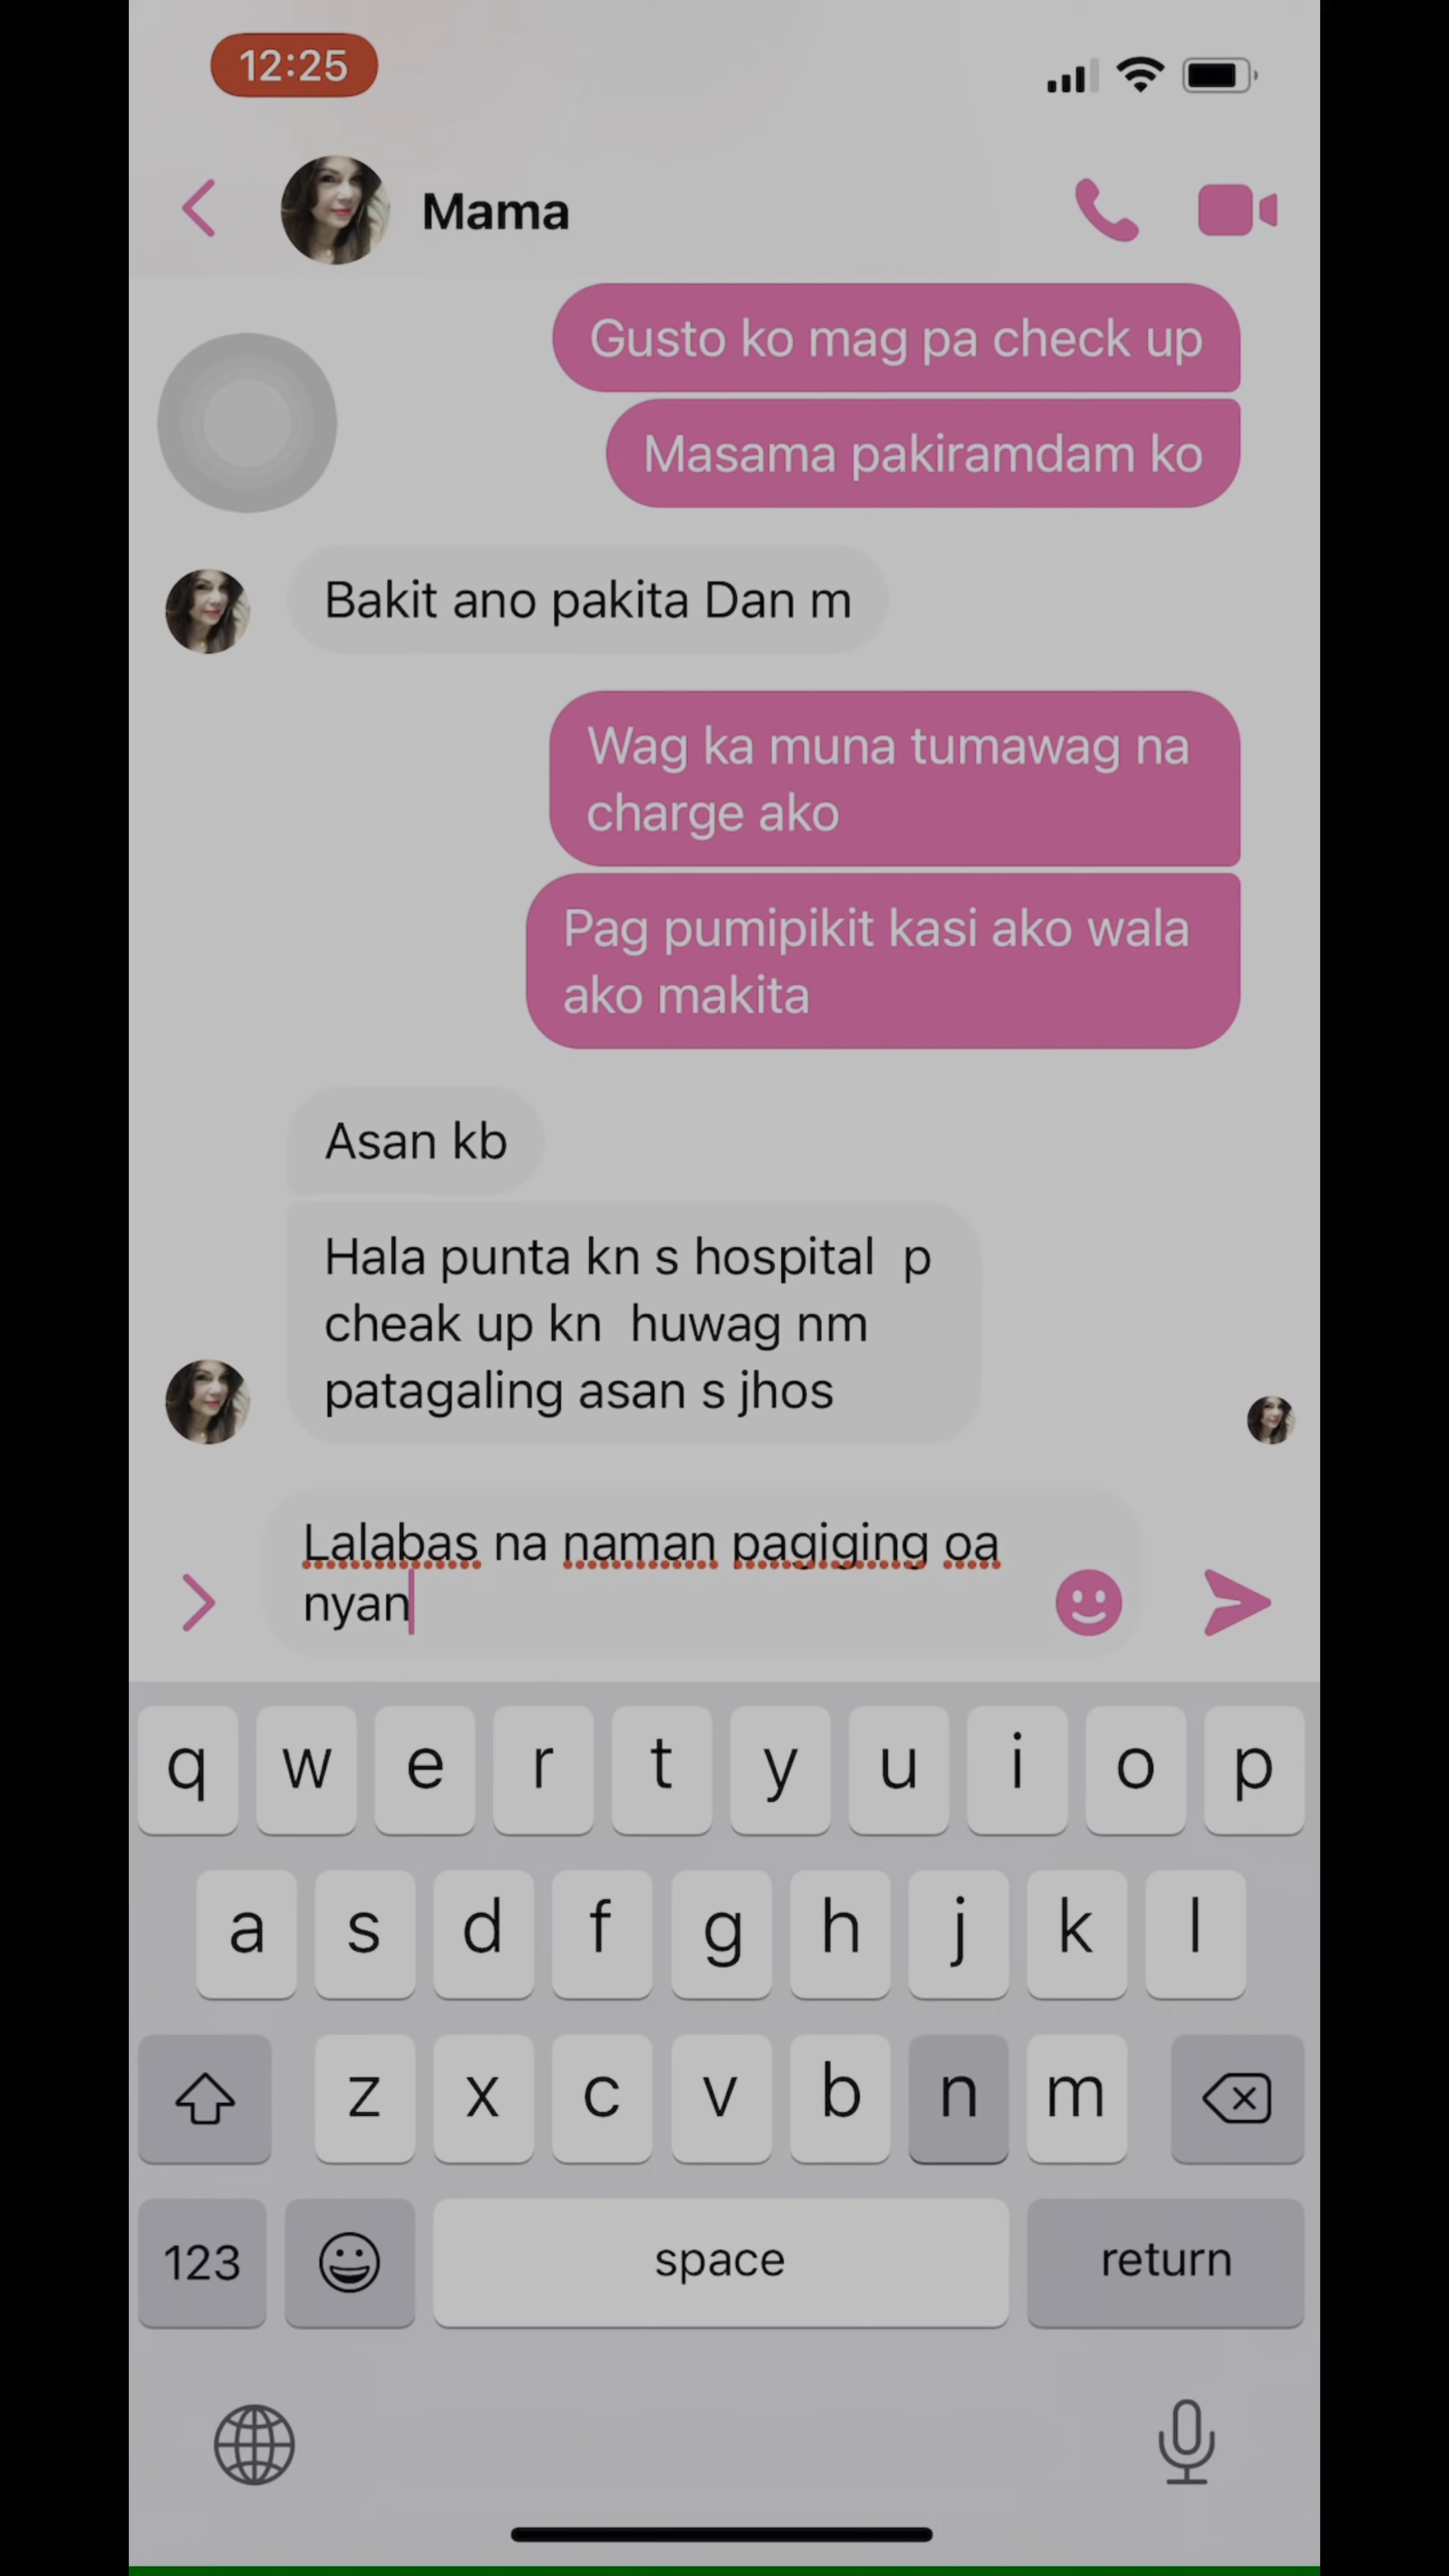 12:25
Mama
Gusto ko mag pa check up
Masama pakiramdam ko
Bakit ano pakita Dan m
Wag ka muna tumawag na
charge ako
Pag pumipikit kasi ako wala
ako makita
Asan kb
Hala punta kn s hospital  p
cheak up kn  huwag nm
patagaling asan s jhos
Lalabas na naman pagiging oa
nyan
q w e r t y u i o p
a s d f g h j k l
z x c v b n m
123 space return